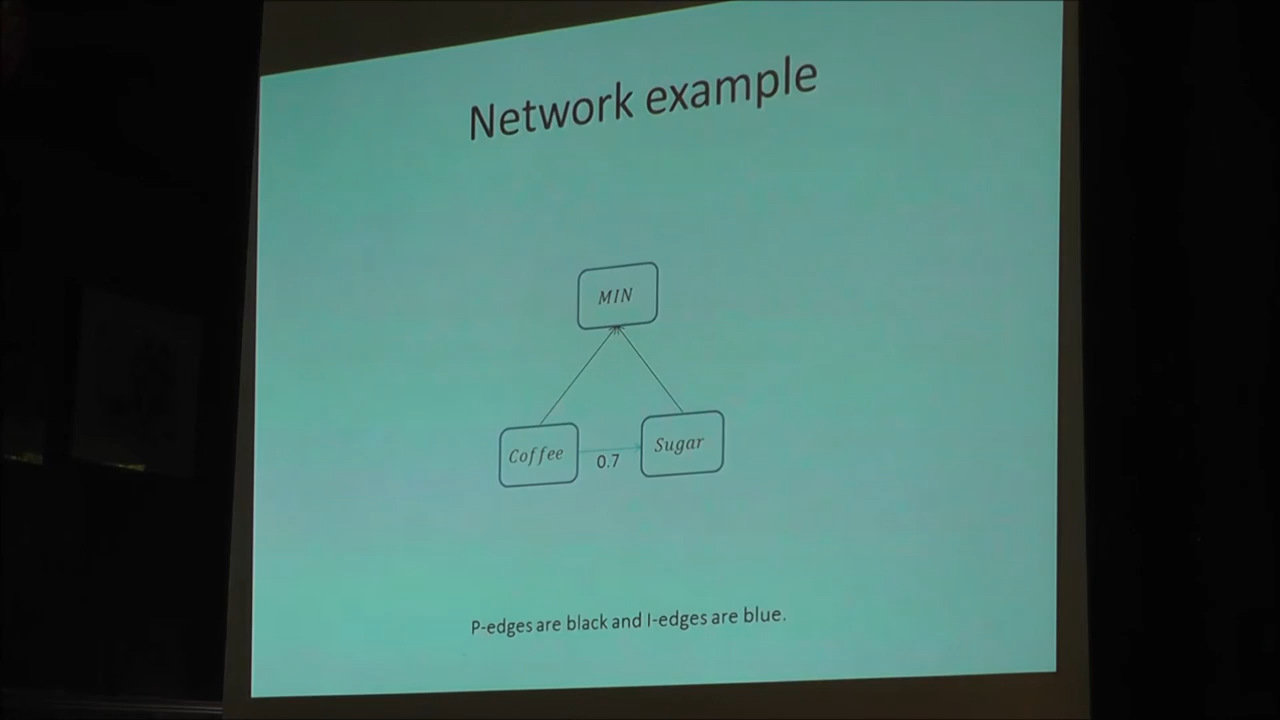 Network example
MIN
Coffee
0.7
Sugar
P-edges are black and I-edges are blue.